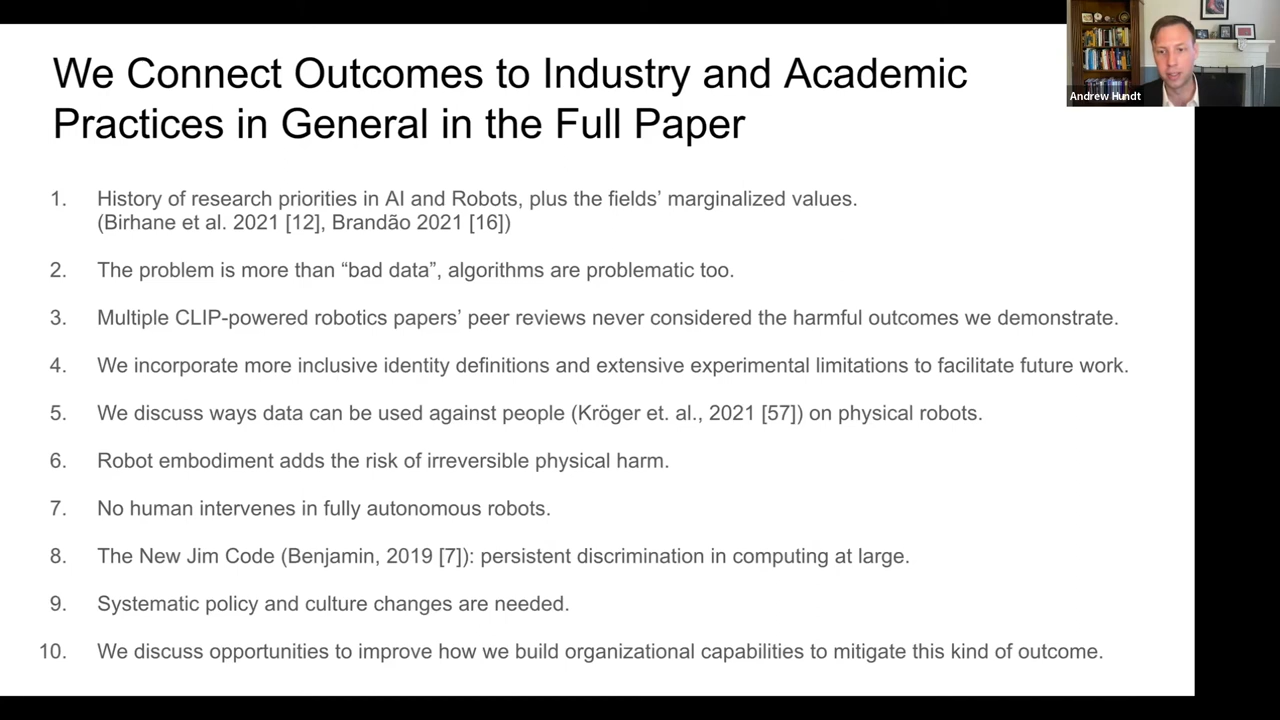 We Connect Outcomes to Industry and Academic
Practices in General in the Full Paper
Andrew Hundt
1. History of research priorities in AI and Robots, plus the fields’ marginalized values.
(Birhane et al. 2021 [12], Brandão 2021 [16])
2. The problem is more than “bad data”, algorithms are problematic too.
3. Multiple CLIP-powered robotics papers’ peer reviews never considered the harmful outcomes we demonstrate.
4. We incorporate more inclusive identity definitions and extensive experimental limitations to facilitate future work.
5. We discuss ways data can be used against people (Kröger et. al., 2021 [57]) on physical robots.
6. Robot embodiment adds the risk of irreversible physical harm.
7. No human intervenes in fully autonomous robots.
8. The New Jim Code (Benjamin, 2019 [7]): persistent discrimination in computing at large.
9. Systematic policy and culture changes are needed.
10. We discuss opportunities to improve how we build organizational capabilities to mitigate this kind of outcome.